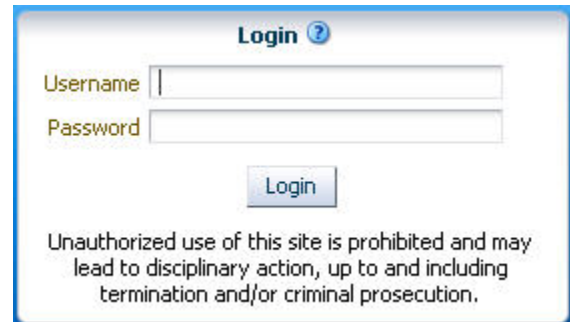 Login
Username
Password
Login
Unauthorized use of this site is prohibited and may
lead to disciplinary action, up to and including
termination and/or criminal prosecution.